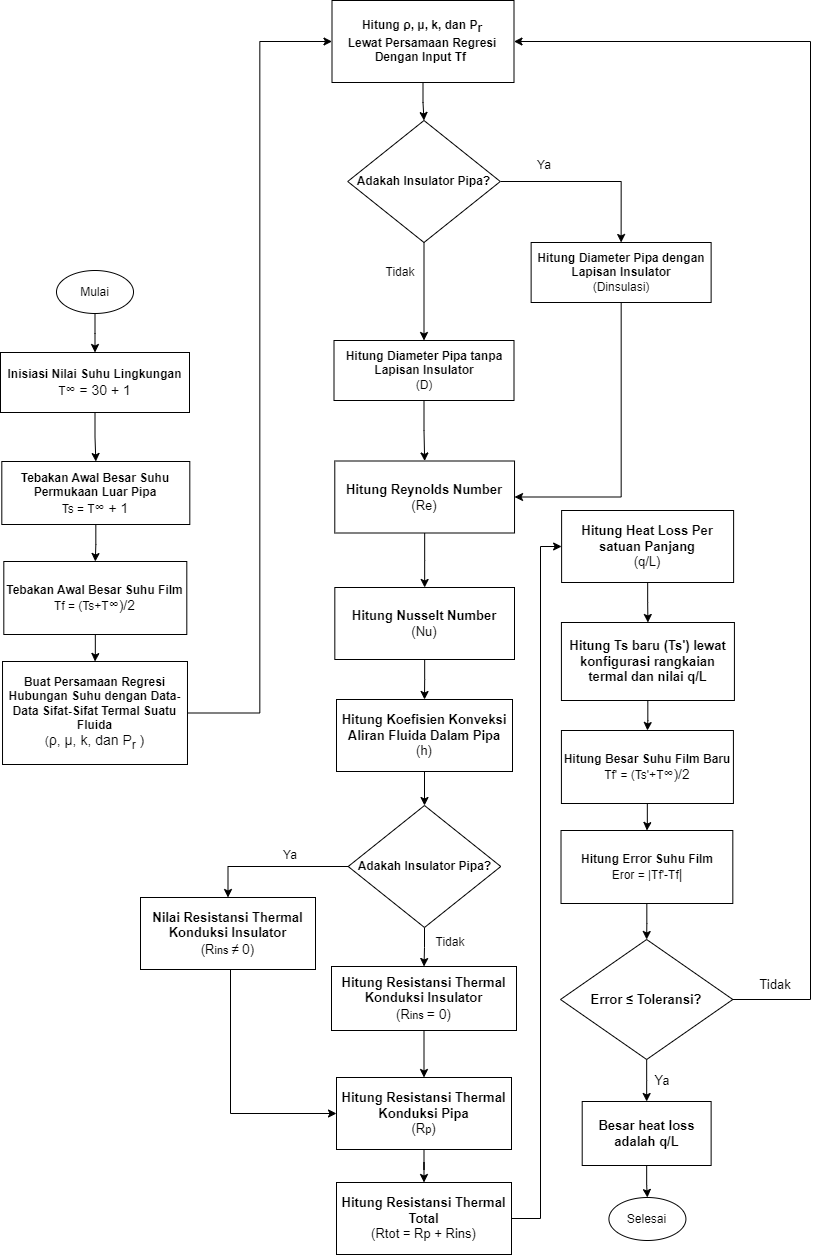 Mulai
Inisiasi Nilai Suhu Lingkungan
T∞ = 30 + 1
Tebakan Awal Besar Suhu
Permukaan Luar Pipa
Ts = T∞ + 1
Tebakan Awal Besar Suhu Film
Tf = (Ts+T∞)/2
Buat Persamaan Regresi
Hubungan Suhu dengan Data-
Data Sifat-Sifat Termal Suatu
Fluida
(ρ, μ, k, dan Pr )
Hitung ρ, μ, k, dan Pr
Lewat Persamaan Regresi
Dengan Input Tf
Adakah Insulator Pipa?
Ya
Hitung Diameter Pipa dengan
Lapisan Insulator
(Dinsulasi)
Tidak
Hitung Diameter Pipa tanpa
Lapisan Insulator
(D)
Hitung Reynolds Number
(Re)
Hitung Nusselt Number
(Nu)
Hitung Koefisien Konveksi
Aliran Fluida Dalam Pipa
(h)
Adakah Insulator Pipa?
Ya
Nilai Resistansi Thermal
Konduksi Insulator
(Rins ≠ 0)
Tidak
Hitung Resistansi Thermal
Konduksi Insulator
(Rins = 0)
Hitung Resistansi Thermal
Konduksi Pipa
(Rp)
Hitung Resistansi Thermal
Total
(Rtot = Rp + Rins)
Hitung Heat Loss Per
satuan Panjang
(q/L)
Hitung Ts baru (Ts') lewat
konfigurasi rangkaian
termal dan nilai q/L
Hitung Besar Suhu Film Baru
Tf' = (Ts'+T∞)/2
Hitung Error Suhu Film
Eror = |Tf'-Tf|
Error ≤ Toleransi?
Tidak
Ya
Besar heat loss
adalah q/L
Selesai